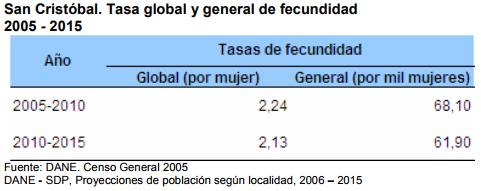 San Cristóbal. Tasa global y general de fecundidad
2005 - 2015
Año
Tasas de fecundidad
Global (por mujer) General (por mil mujeres)
2005-2010 2,24 68,10
2010-2015 2,13 61,90
Fuente: DANE. Censo General 2005
DANE - SDP, Proyecciones de población según localidad, 2006 – 2015